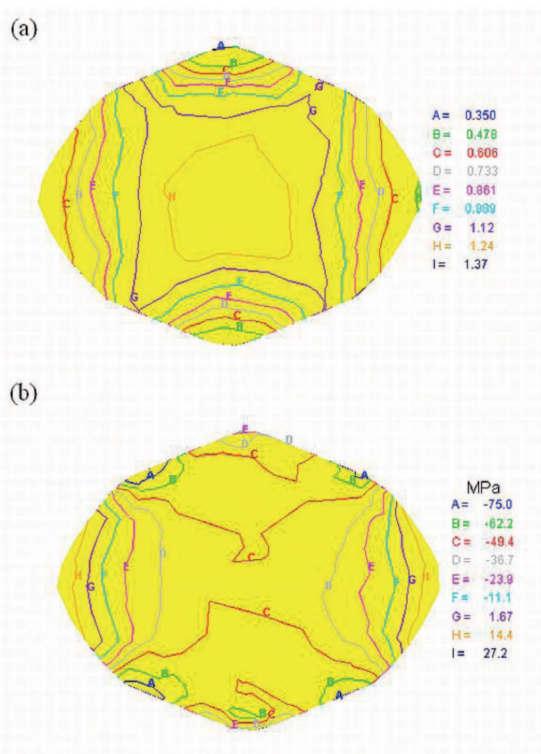 (a)
A
B
C
D
E
F
G
G
A= 0.350
B= 0.478
C= 0.606
D= 0.733
E= 0.861
F= 0.989
G= 1.12
H= 1.24
I= 1.37
C
D
E
F
H
F
E
D
C
B
G
F
E
D
C
B
(b)
E
D
D
C
A
B
A
B
MPa
A= -75.0
B= -62.2
C= -49.4
D= -36.7
E= -23.9
F= -11.1
G= 1.67
H= 14.4
I= 27.2
H
G
F
E
D
C
D
E
F
G
H
C
B
A
B
A
B
C
E
D